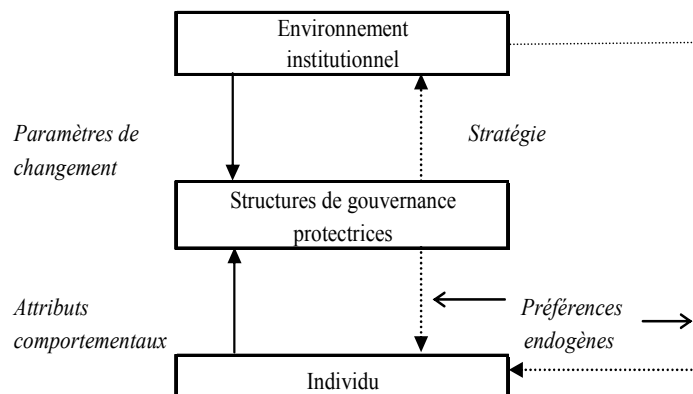 Environnement
institutionnel
Paramètres de
changement
Stratégie
Structures de gouvernance
protectrices
Attributs
comportementaux
Préférences
endogènes
Individu